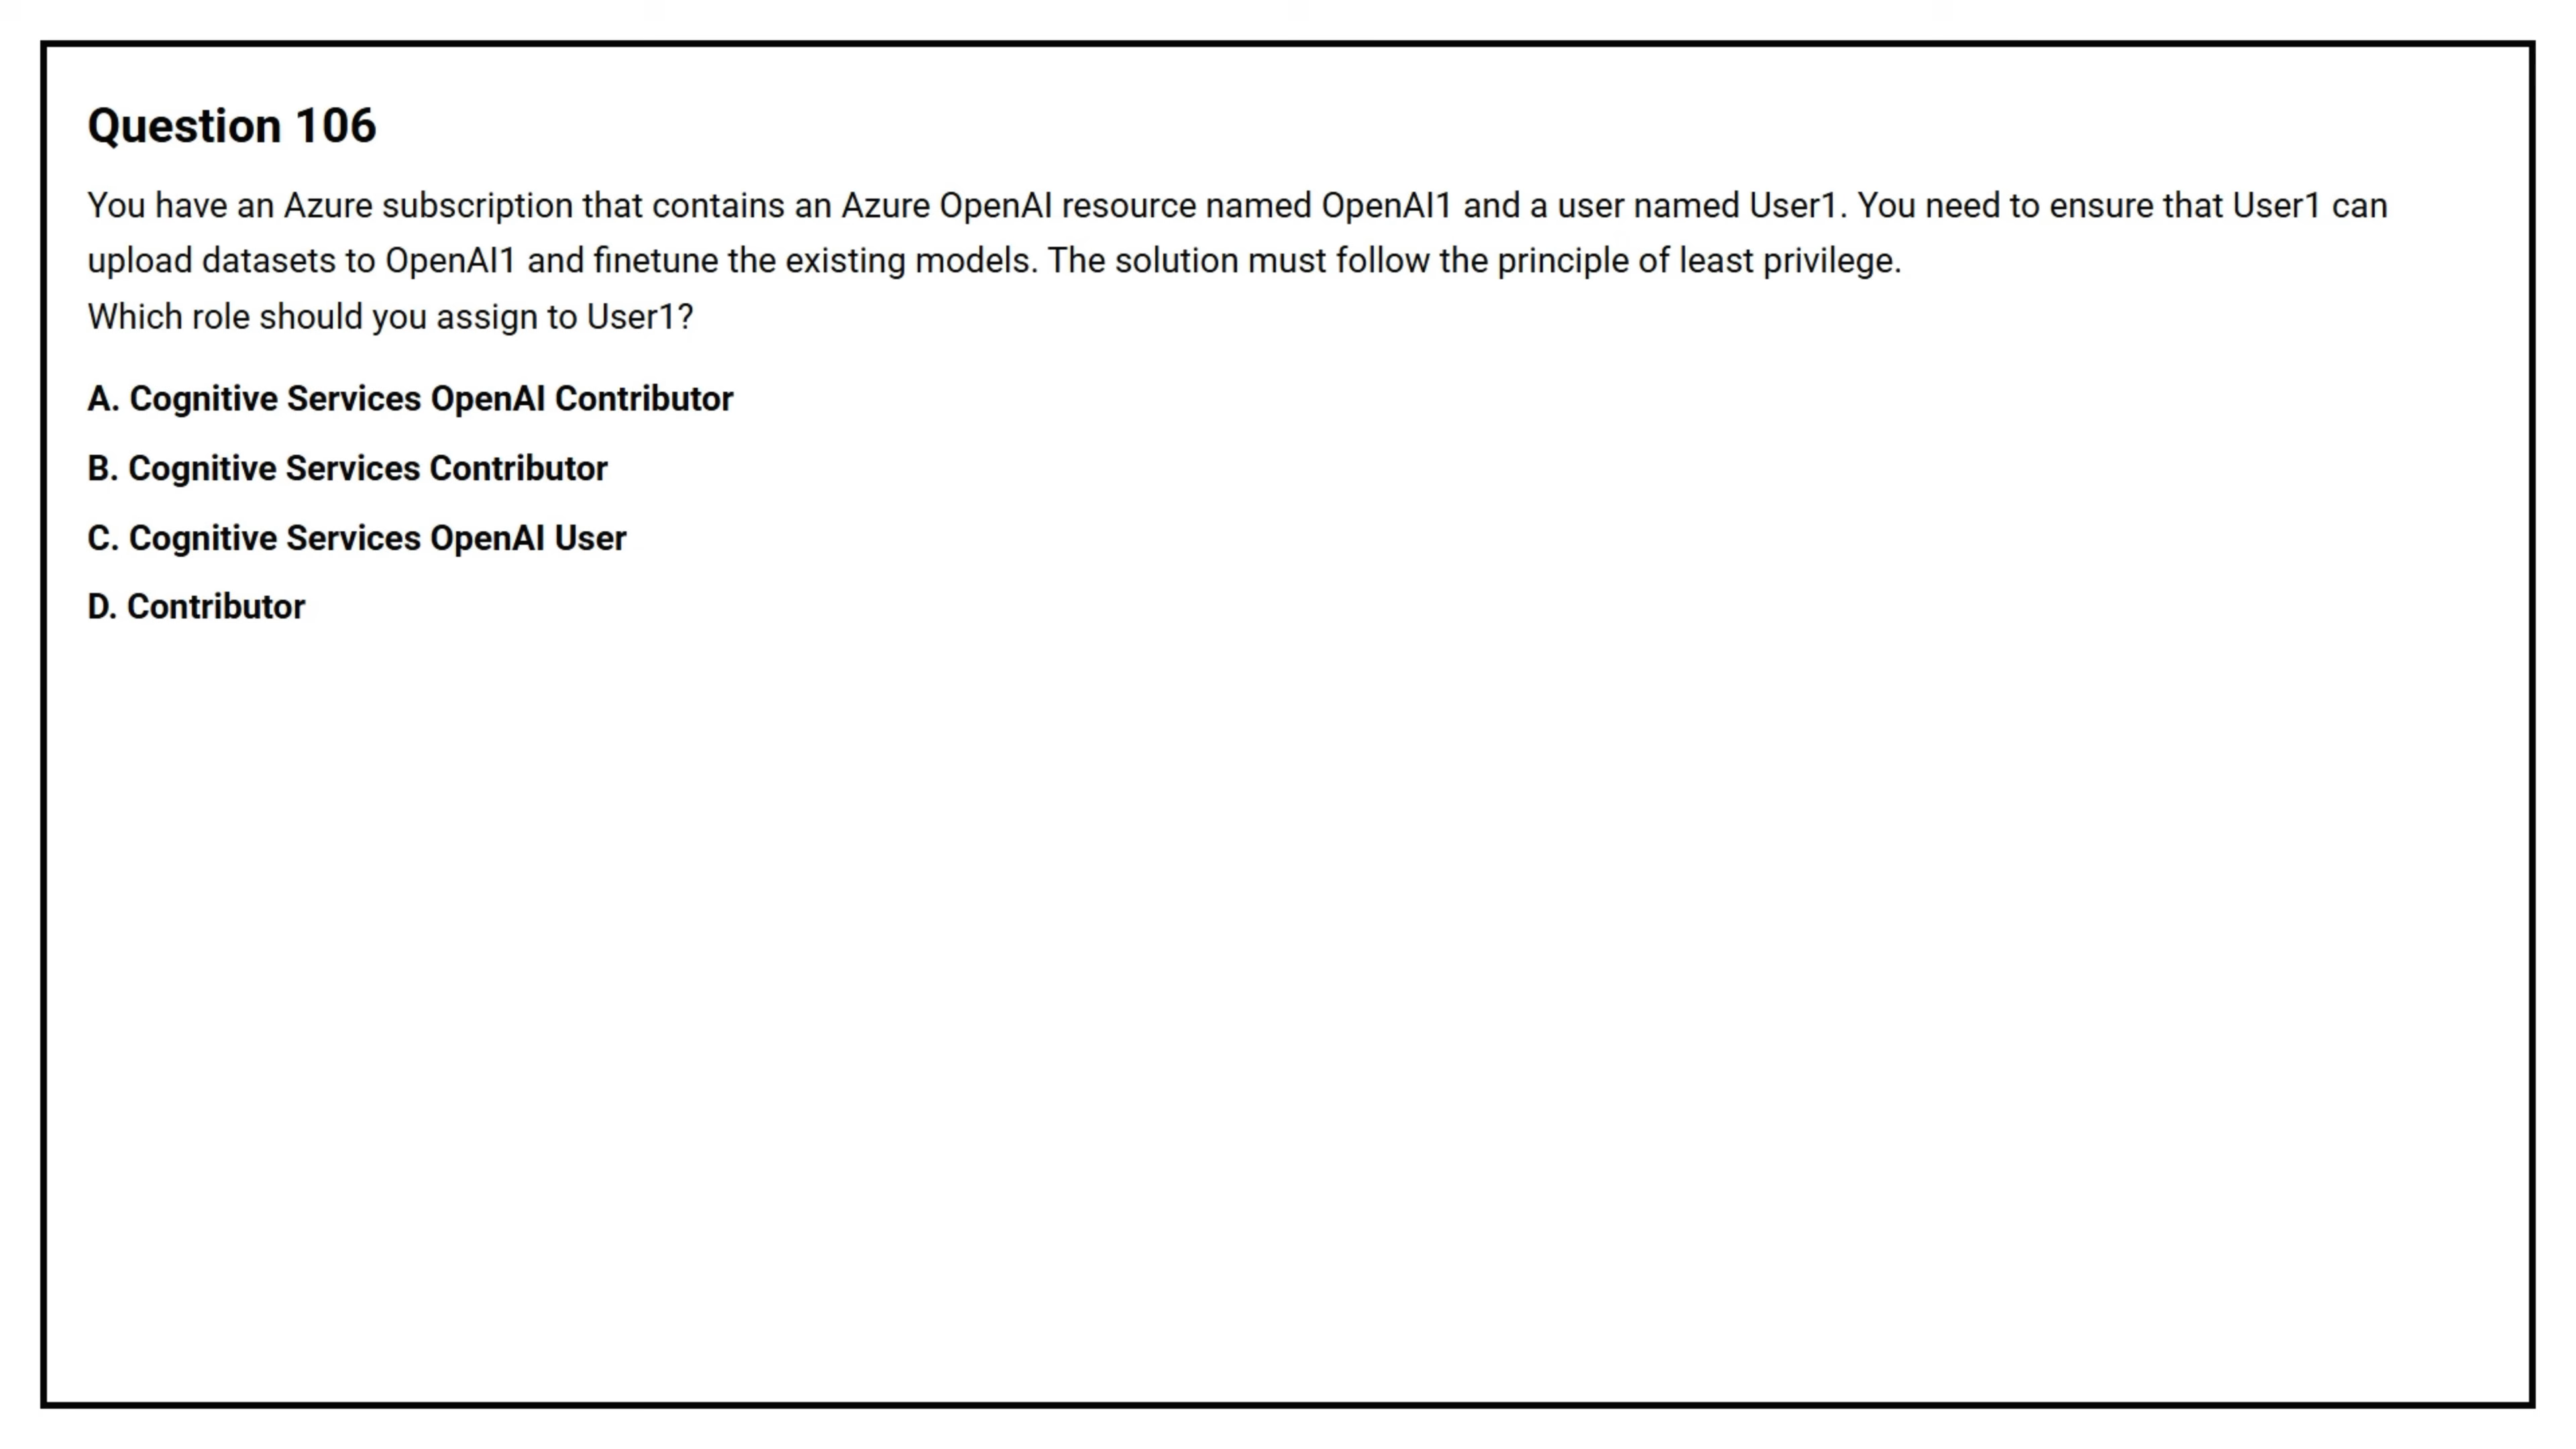 Question 106
You have an Azure subscription that contains an Azure OpenAI resource named OpenAI1 and a user named User1. You need to ensure that User1 can
upload datasets to OpenAI1 and finetune the existing models. The solution must follow the principle of least privilege.
Which role should you assign to User1?
A. Cognitive Services OpenAI Contributor
B. Cognitive Services Contributor
C. Cognitive Services OpenAI User
D. Contributor